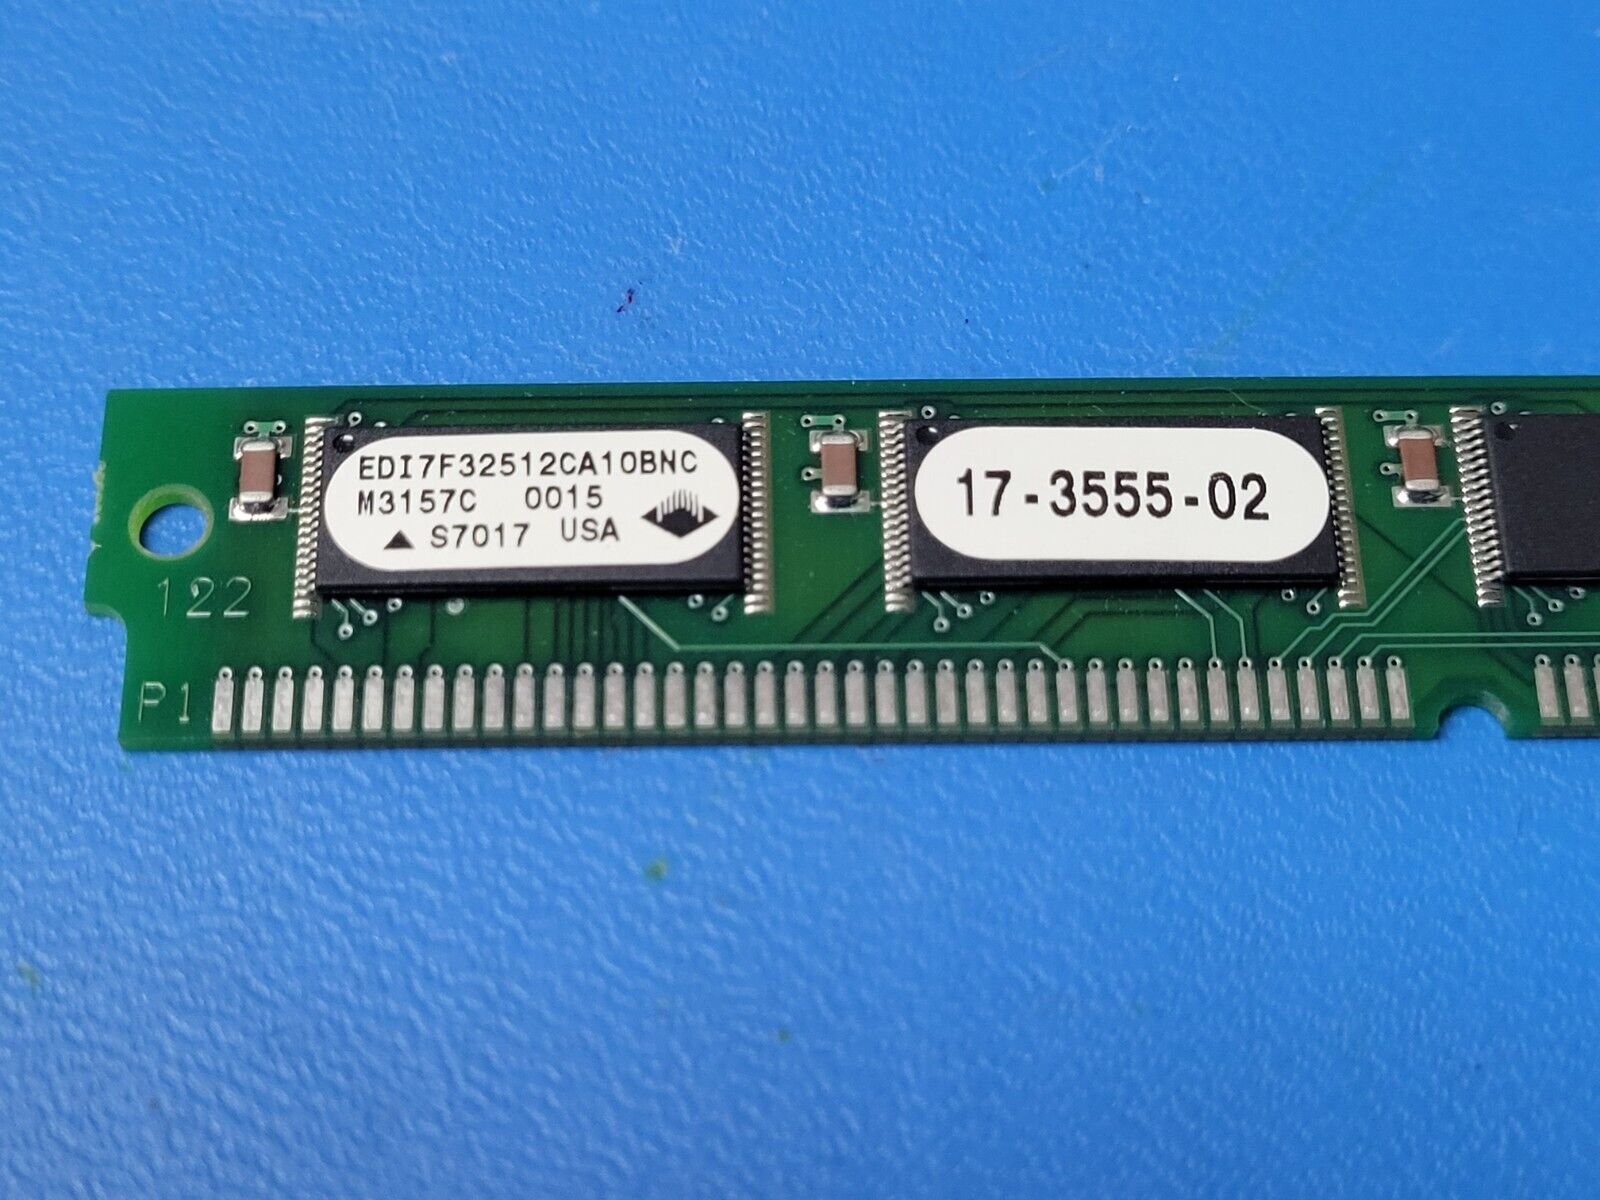 EDI7F32512CA10BNC
M3157C 0015
S7017 USA
17-3555-02
122
P1